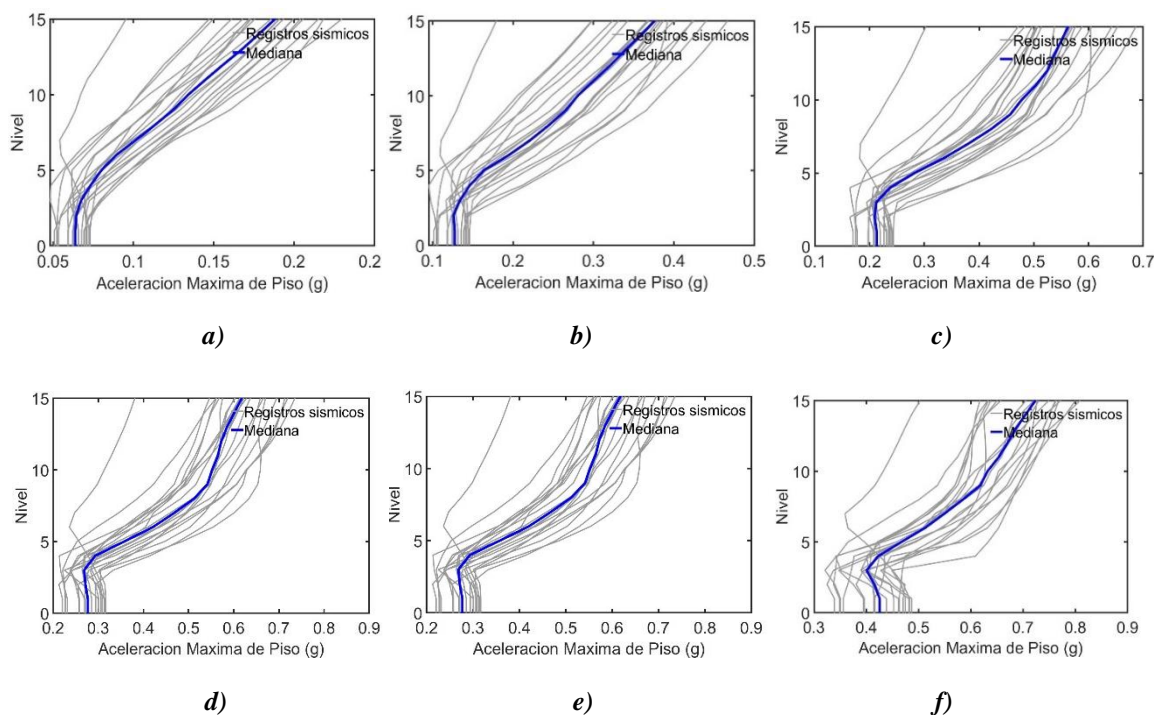 15
10
5
0
Nivel
Registros sismicos
Mediana
0.05 0.1 0.15 0.2 0.2
Aceleracion Maxima de Piso (g)
a)
15
10
5
0
Nivel
Registros sismicos
Mediana
0.1 0.2 0.3 0.4 0.5
Aceleracion Maxima de Piso (g)
b)
15
10
5
0
Nivel
Registros sismicos
Mediana
0.1 0.2 0.3 0.4 0.5 0.6 0.7
Aceleracion Maxima de Piso (g)
c)
15
10
5
0
Nivel
Registros sismicos
Mediana
0.2 0.3 0.4 0.5 0.6 0.7 0.8 0.9
Aceleracion Maxima de Piso (g)
d)
15
10
5
0
Nivel
Registros sismicos
Mediana
0.2 0.3 0.4 0.5 0.6 0.7 0.8 0.9
Aceleracion Maxima de Piso (g)
e)
15
10
5
0
Nivel
Registros sismicos
Mediana
0.3 0.4 0.5 0.6 0.7 0.8 0.9
Aceleracion Maxima de Piso (g)
f)